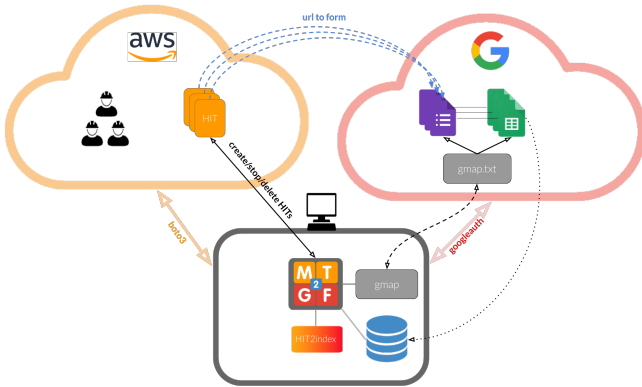 url to form
aws
G
HIT
gmap.txt
create/stop/delete HITs
boto3
googleauth
M T
2
G F
gmap
HIT2index